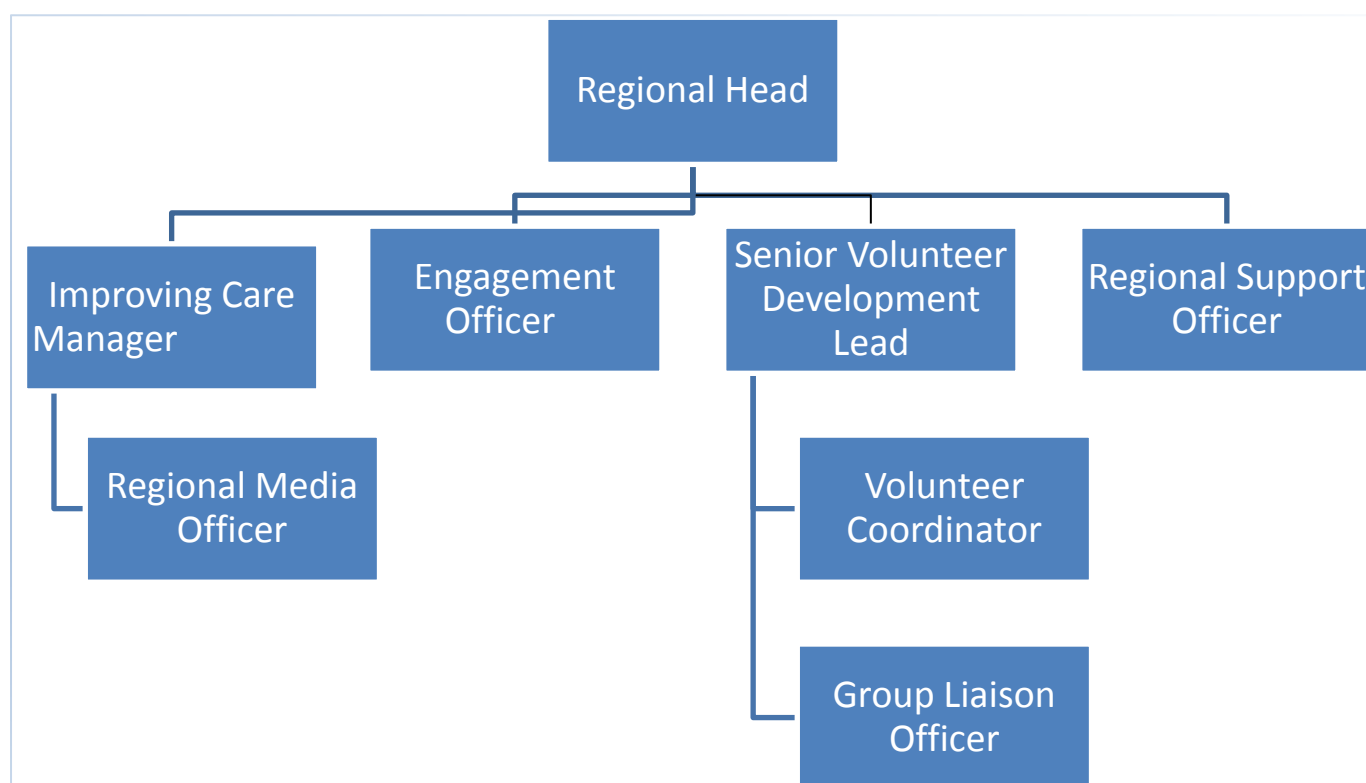 Regional Head
Improving Care
Manager
Engagement
Officer
Senior Volunteer
Development
Lead
Regional Support
Officer
Regional Media
Officer
Volunteer
Coordinator
Group Liaison
Officer